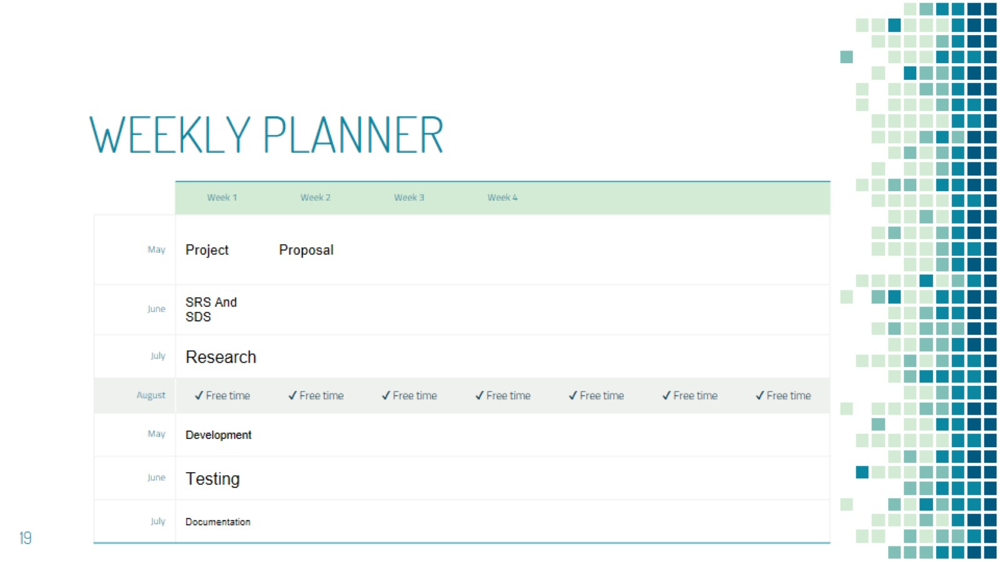 WEEKLY PLANNER
Week 1 Week 2 Week 3 Week 4
May Project Proposal
June SRS And
SDS
July Research
August ✓ Free time ✓ Free time ✓ Free time ✓ Free time ✓ Free time ✓ Free time ✓ Free time
May Development
June Testing
July Documentation
19